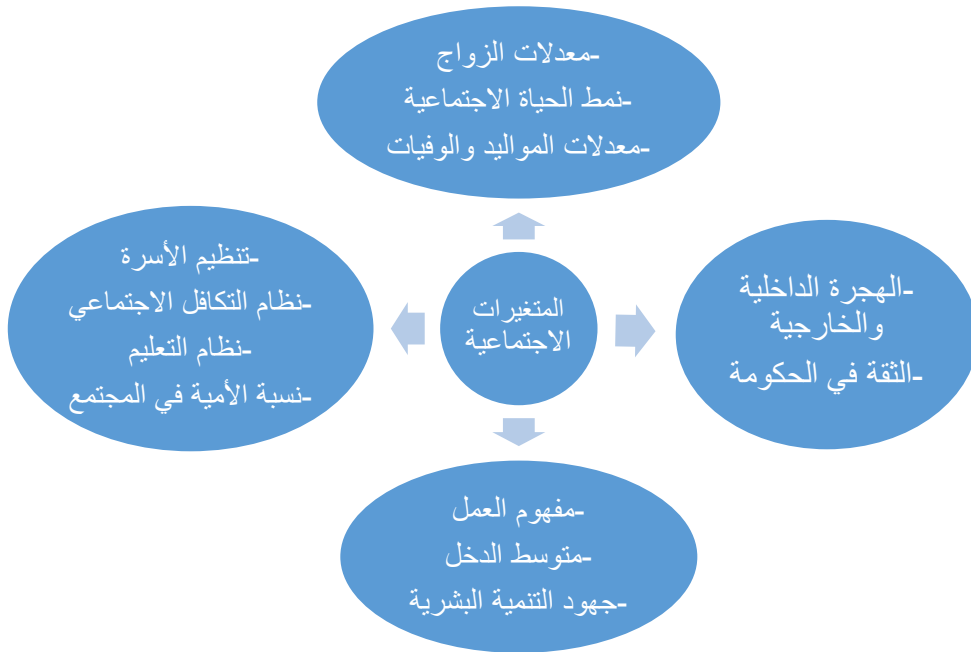 -معدلات الزواج
-نمط الحياة الاجتماعية
-معدلات المواليد والوفيات
-الهجرة الداخلية
والخارجية
-الثقة في الحكومة
المتغيرات
الاجتماعية
-تنظيم الأسرة
-نظام التكافل الاجتماعي
-نظام التعليم
-نسبة الأمية في المجتمع
-مفهوم العمل
-متوسط الدخل
-جهود التنمية البشرية